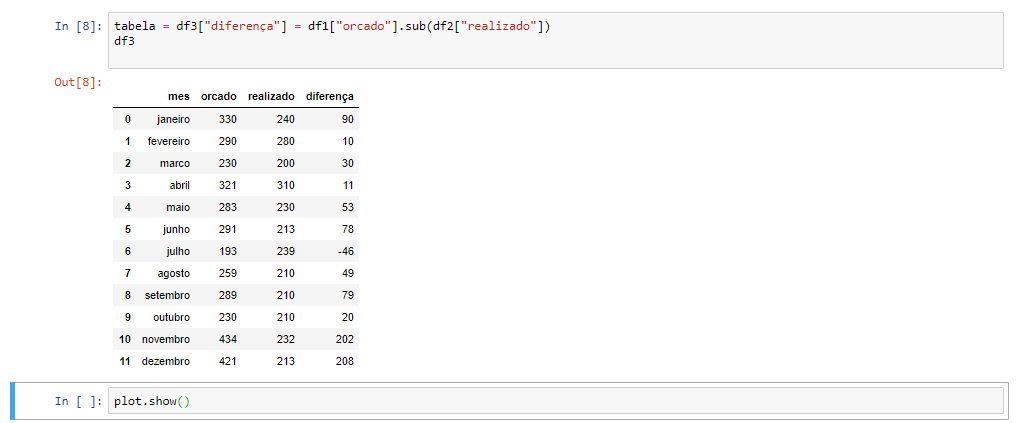 In [8]: tabela = df3["diferença"] = df1["orcado"].sub(df2["realizado"])
df3
Out[8]:
mes orcado realizado diferença
0 janeiro 330 240 90
1 fevereiro 290 280 10
2 marco 230 200 30
3 abril 321 310 11
4 maio 283 230 53
5 junho 291 213 78
6 julho 193 239 -46
7 agosto 259 210 49
8 setembro 289 210 79
9 outubro 230 210 20
10 novembro 434 232 202
11 dezembro 421 213 208
In [ ]: plot.show()